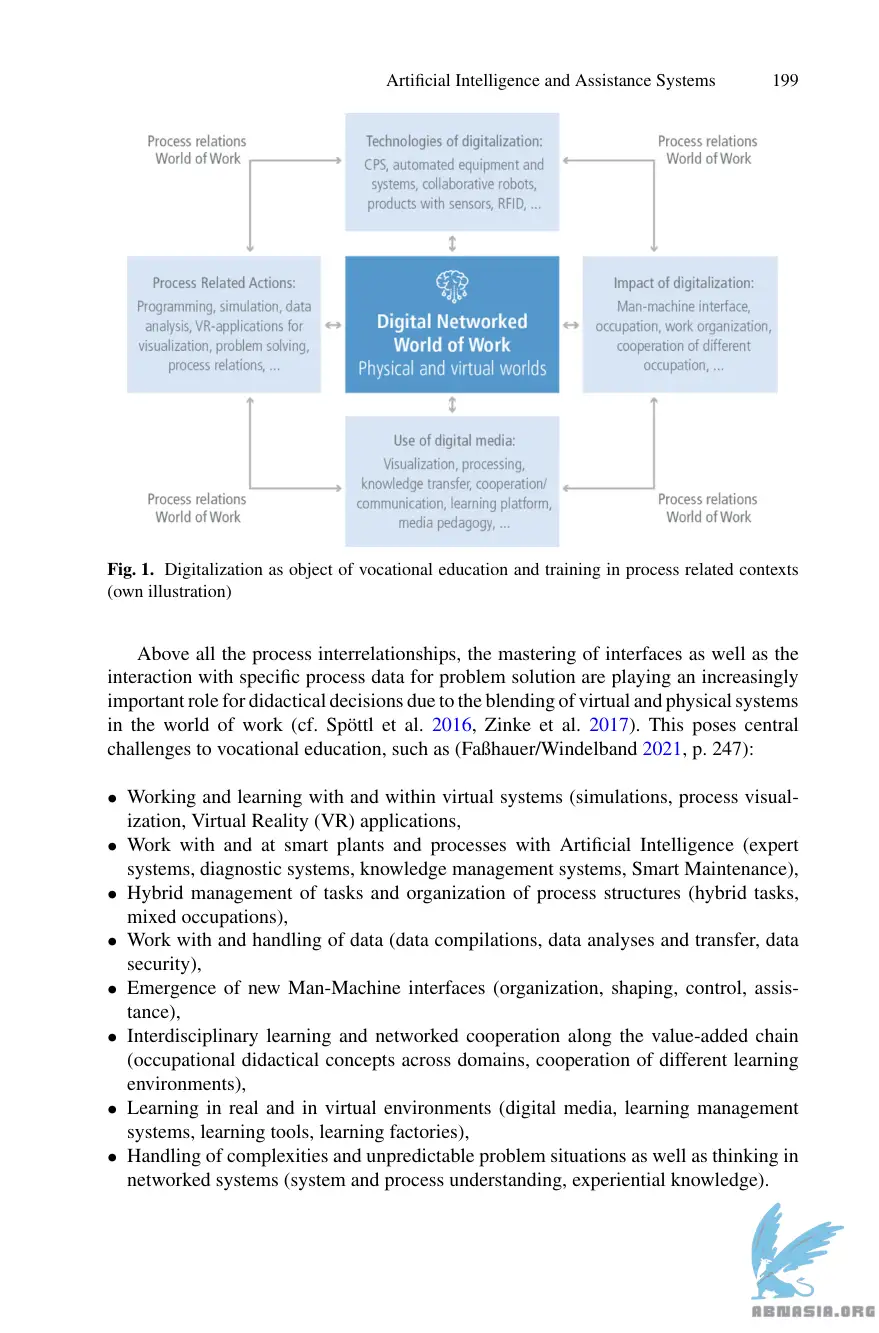 Artificial Intelligence and Assistance Systems 199
Process relations
World of Work
Technologies of digitalization:
CPS, automated equipment and
systems, collaborative robots,
products with sensors, RFID, ...
Process relations
World of Work
Process Related Actions:
Programming, simulation, data
analysis, VR-applications for
visualization, problem solving,
process relations, ...
Digital Networked
World of Work
Physical and virtual worlds
Impact of digitalization:
Man-machine interface,
occupation, work organization,
cooperation of different
occupation, ...
Process relations
World of Work
Use of digital media:
Visualization, processing,
knowledge transfer, cooperation/
communication, learning platform,
media pedagogy, ...
Process relations
World of Work
Fig. 1. Digitalization as object of vocational education and training in process related contexts
(own illustration)
Above all the process interrelationships, the mastering of interfaces as well as the
interaction with specific process data for problem solution are playing an increasingly
important role for didactical decisions due to the blending of virtual and physical systems
in the world of work (cf. Spöttl et al. 2016, Zinke et al. 2017). This poses central
challenges to vocational education, such as (Faßhauer/Windelband 2021, p. 247):
• Working and learning with and within virtual systems (simulations, process visual-
ization, Virtual Reality (VR) applications,
• Work with and at smart plants and processes with Artificial Intelligence (expert
systems, diagnostic systems, knowledge management systems, Smart Maintenance),
• Hybrid management of tasks and organization of process structures (hybrid tasks,
mixed occupations),
• Work with and handling of data (data compilations, data analyses and transfer, data
security),
• Emergence of new Man-Machine interfaces (organization, shaping, control, assis-
tance),
• Interdisciplinary learning and networked cooperation along the value-added chain
(occupational didactical concepts across domains, cooperation of different learning
environments),
• Learning in real and in virtual environments (digital media, learning management
systems, learning tools, learning factories),
• Handling of complexities and unpredictable problem situations as well as thinking in
networked systems (system and process understanding, experiential knowledge).
ABNASIA.ORG